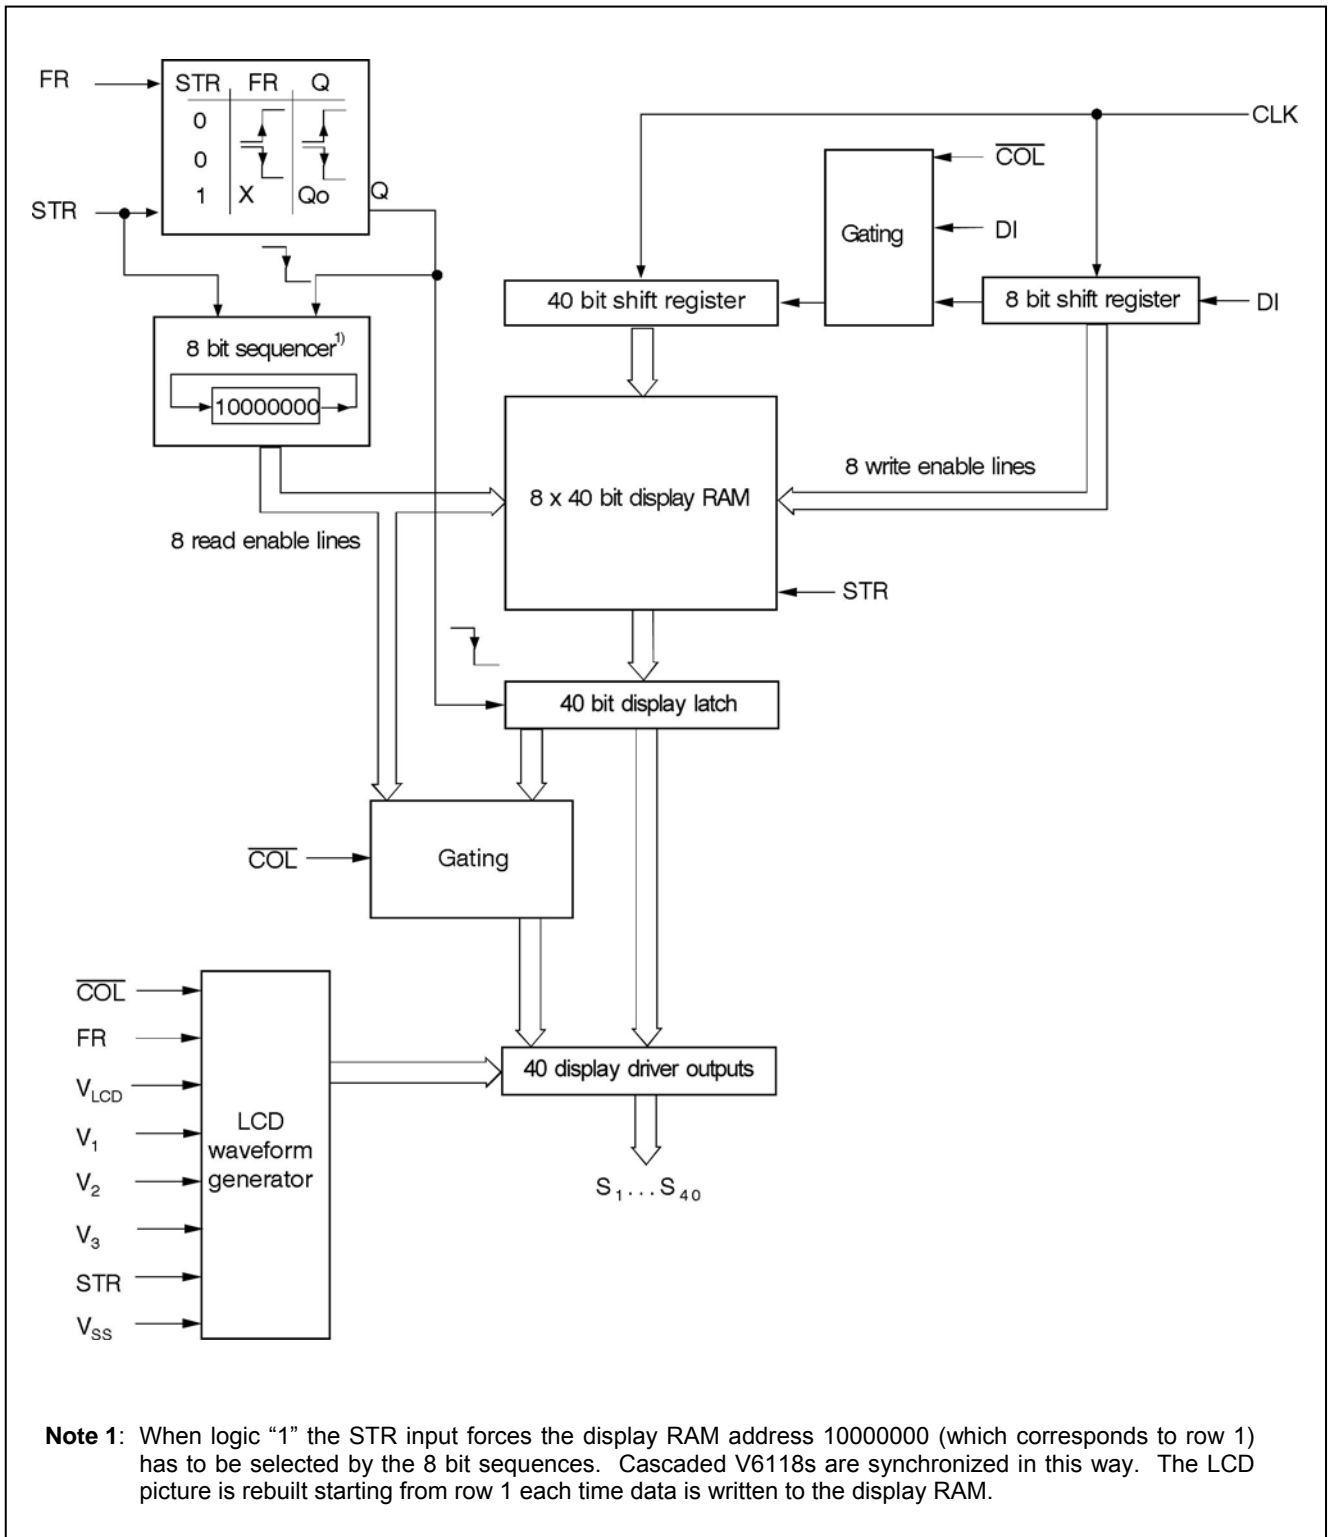 FR
STR FR Q
0
0
1 X Qo
Q
STR
CLK
COL
DI
Gating
40 bit shift register
8 bit shift register
DI
8 bit sequencer1)
10000000
8 write enable lines
8 x 40 bit display RAM
8 read enable lines
STR
40 bit display latch
COL
Gating
COL
FR
VLCD
V1
V2
V3
STR
VSS
LCD
waveform
generator
40 display driver outputs
S1...S40
Note 1: When logic “1” the STR input forces the display RAM address 10000000 (which corresponds to row 1)
has to be selected by the 8 bit sequences. Cascaded V6118s are synchronized in this way. The LCD
picture is rebuilt starting from row 1 each time data is written to the display RAM.